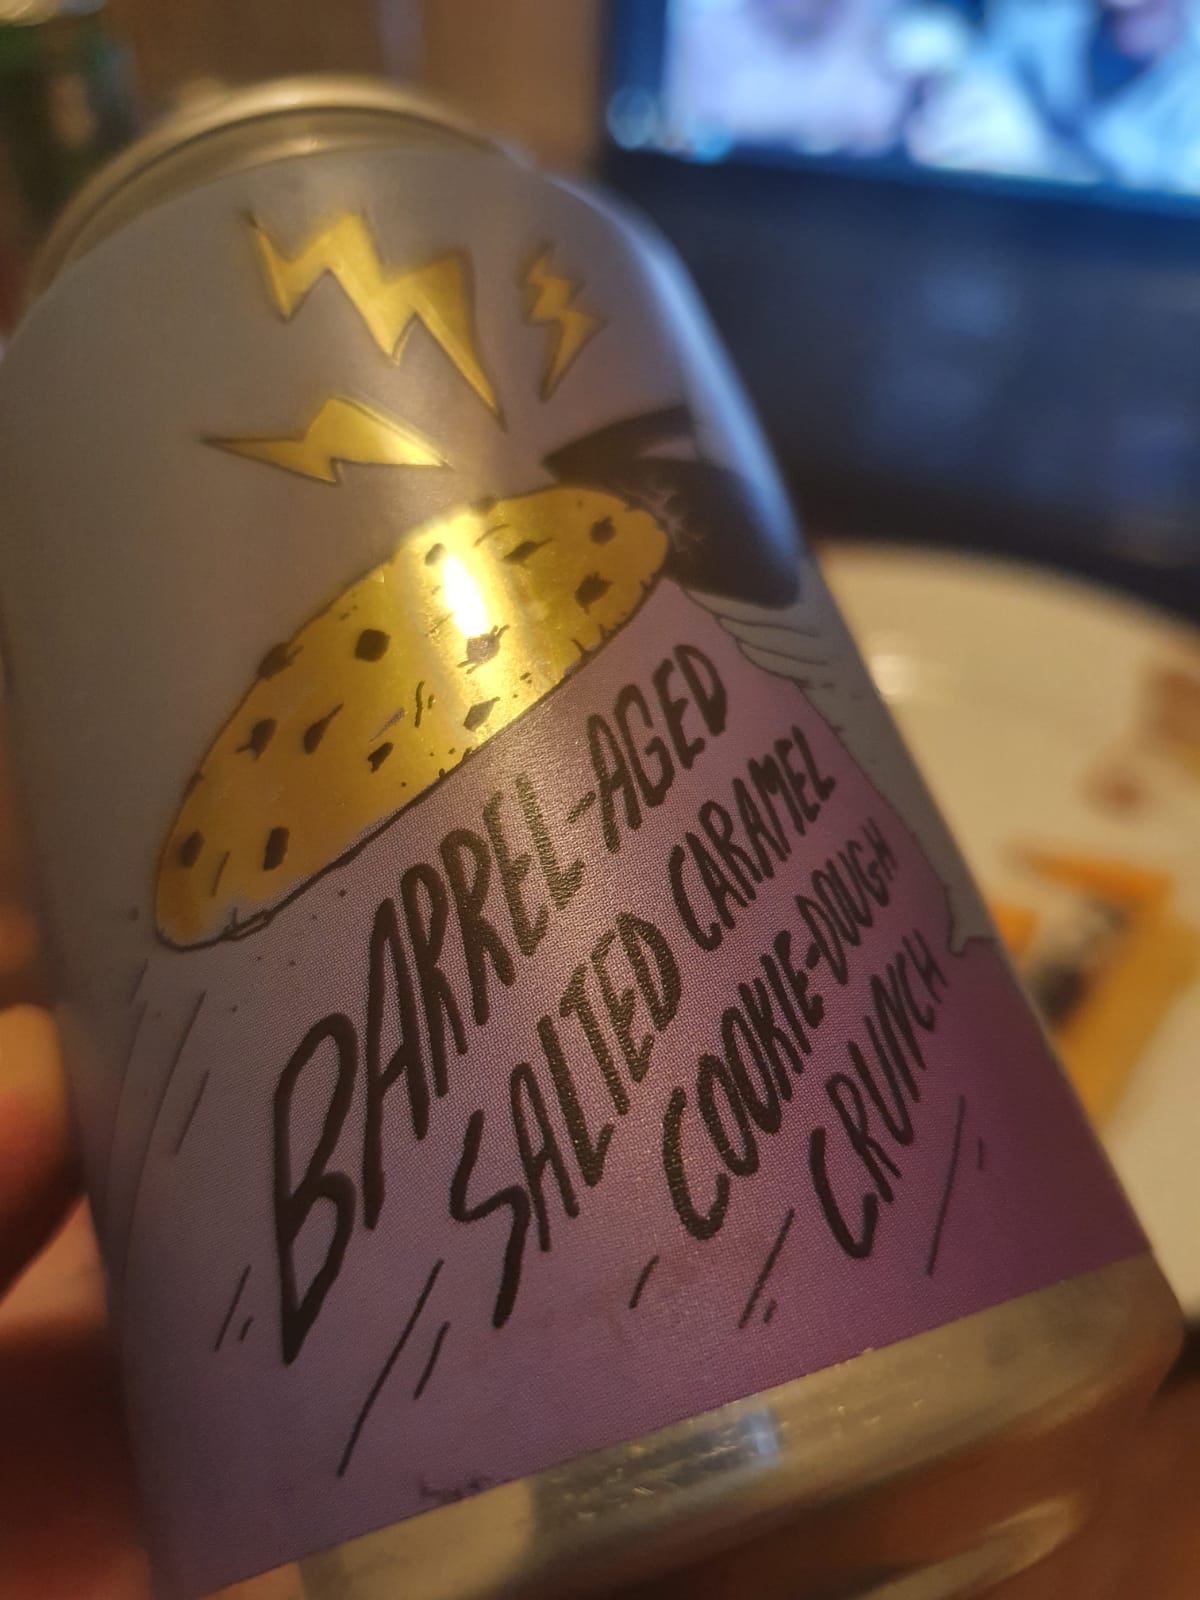 BARREL-AGED
SALTED CARAMEL
COOKIE-DOUGH
CRUNCH